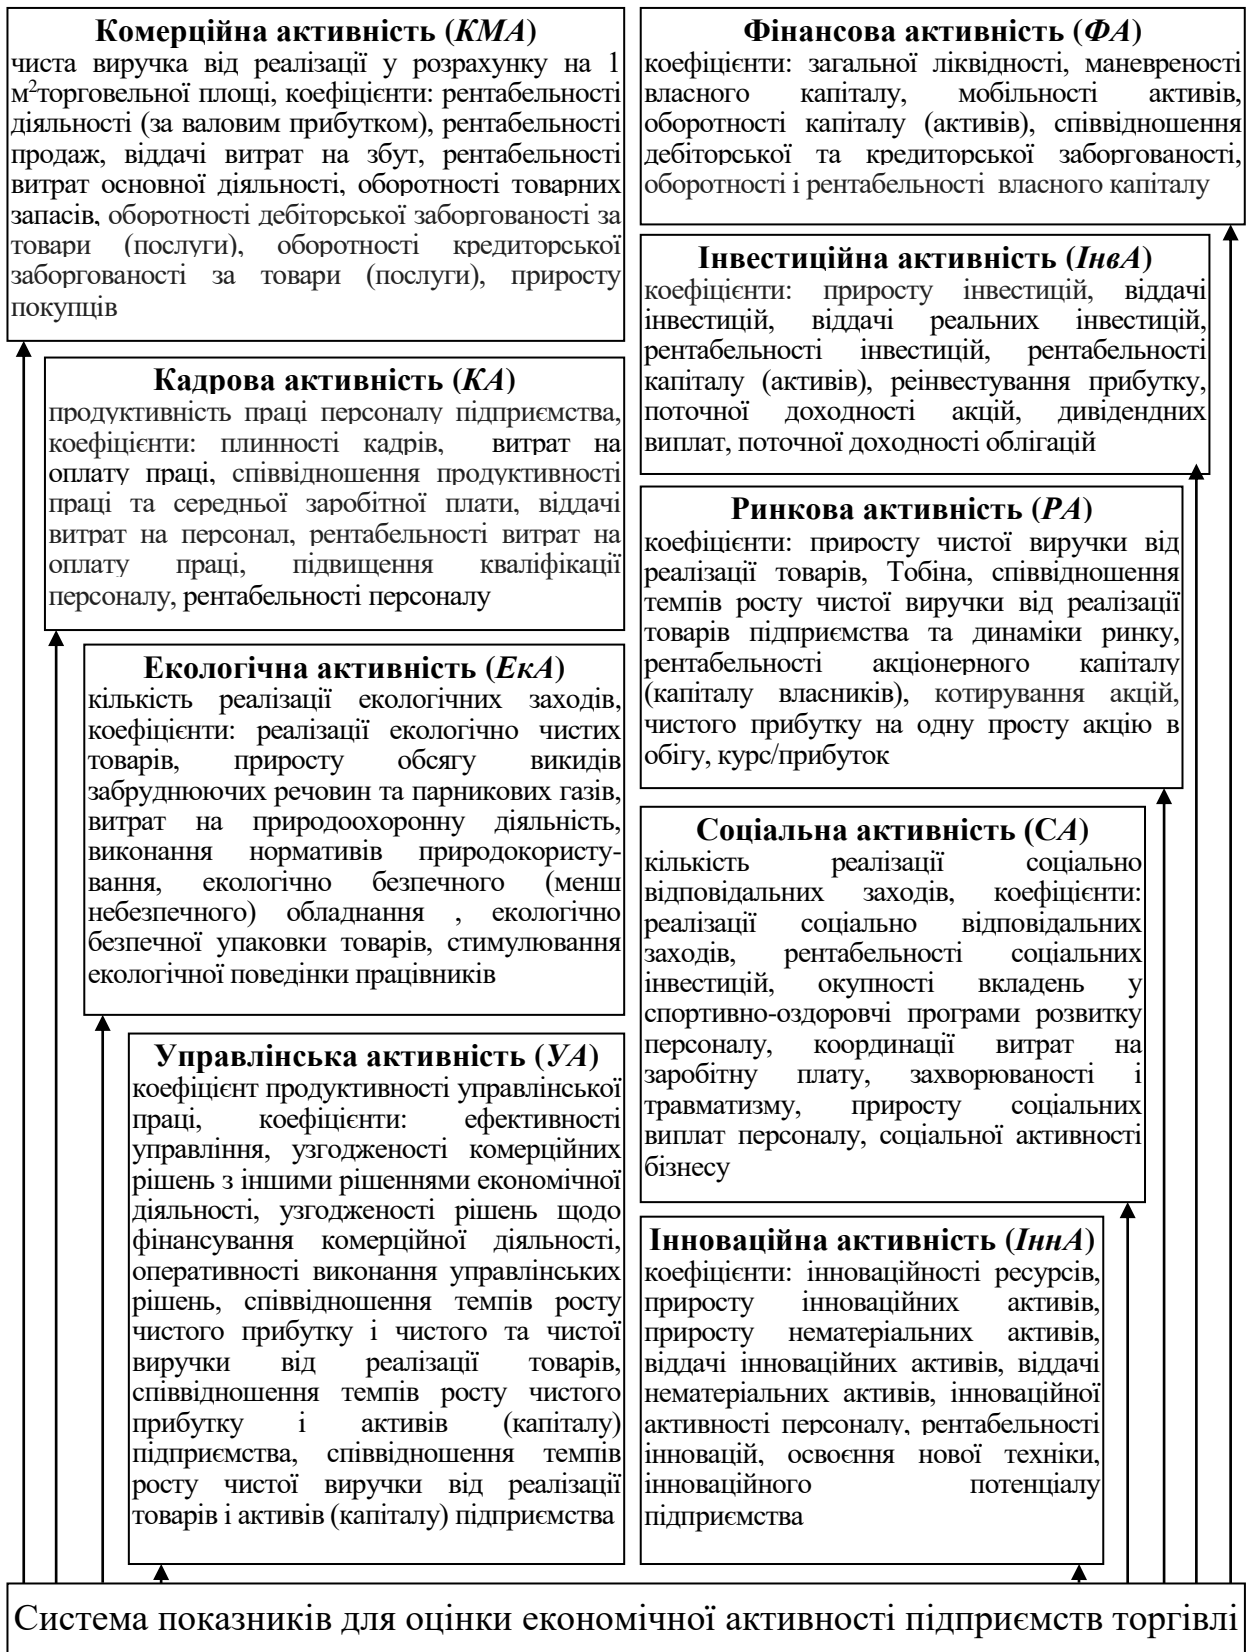 Комерційна активність (КМА)
чиста виручка від реалізації у розрахунку на 1
м²торговельної площі, коефіцієнти: рентабельності
діяльності (за валовим прибутком), рентабельності
продаж, віддачі витрат на збут, рентабельності
витрат основної діяльності, оборотності товарних
запасів, оборотності дебіторської заборгованості за
товари (послуги), оборотності кредиторської
заборгованості за товари (послуги), приросту
покупців
Кадрова активність (КА)
продуктивність праці персоналу підприємства,
коефіцієнти: плинності кадрів, витрат на
оплату праці, співвідношення продуктивності
праці та середньої заробітної плати, віддачі
витрат на персонал, рентабельності витрат на
оплату праці, підвищення кваліфікації
персоналу, рентабельності персоналу
Екологічна активність (ЕкА)
кількість реалізації екологічних заходів,
коефіцієнти: реалізації екологічно чистих
товарів, приросту обсягу викидів
забруднюючих речовин та парникових газів,
витрат на природоохоронну діяльність,
виконання нормативів природокористу-
вання, екологічно безпечного (менш
небезпечного) обладнання , екологічно
безпечної упаковки товарів, стимулювання
екологічної поведінки працівників
Управлінська активність (УА)
коефіцієнт продуктивності управлінської
праці, коефіцієнти: ефективності
управління, узгодженості комерційних
рішень з іншими рішеннями економічної
діяльності, узгодженості рішень щодо
фінансування комерційної діяльності,
оперативності виконання управлінських
рішень, співвідношення темпів росту
чистого прибутку і чистого та чистої
виручки від реалізації товарів,
співвідношення темпів росту чистого
прибутку і активів (капіталу)
підприємства, співвідношення темпів
росту чистої виручки від реалізації
товарів і активів (капіталу) підприємства
Фінансова активність (ФА)
коефіцієнти: загальної ліквідності, маневреності
власного капіталу, мобільності активів,
оборотності капіталу (активів), співвідношення
дебіторської та кредиторської заборгованості,
оборотності і рентабельності власного капіталу
Інвестиційна активність (ІнвА)
коефіцієнти: приросту інвестицій, віддачі
інвестицій, віддачі реальних інвестицій,
рентабельності інвестицій, рентабельності
капіталу (активів), реінвестування прибутку,
поточної доходності акцій, дивідендних
виплат, поточної доходності облігацій
Ринкова активність (РА)
коефіцієнти: приросту чистої виручки від
реалізації товарів, Тобіна, співвідношення
темпів росту чистої виручки від реалізації
товарів підприємства та динаміки ринку,
рентабельності акціонерного капіталу
(капіталу власників), котирування акцій,
чистого прибутку на одну просту акцію в
обігу, курс/прибуток
Соціальна активність (СА)
кількість реалізації соціально
відповідальних заходів, коефіцієнти:
реалізації соціально відповідальних
заходів, рентабельності соціальних
інвестицій, окупності вкладень у
спортивно-оздоровчі програми розвитку
персоналу, координації витрат на
заробітну плату, захворюваності і
травматизму, приросту соціальних
виплат персоналу, соціальної активності
бізнесу
Інноваційна активність (ІннА)
коефіцієнти: інноваційності ресурсів,
приросту інноваційних активів,
приросту нематеріальних активів,
віддачі інноваційних активів, віддачі
нематеріальних активів, інноваційної
активності персоналу, рентабельності
інновацій, освоєння нової техніки,
інноваційного потенціалу
підприємства
Система показників для оцінки економічної активності підприємств торгівлі